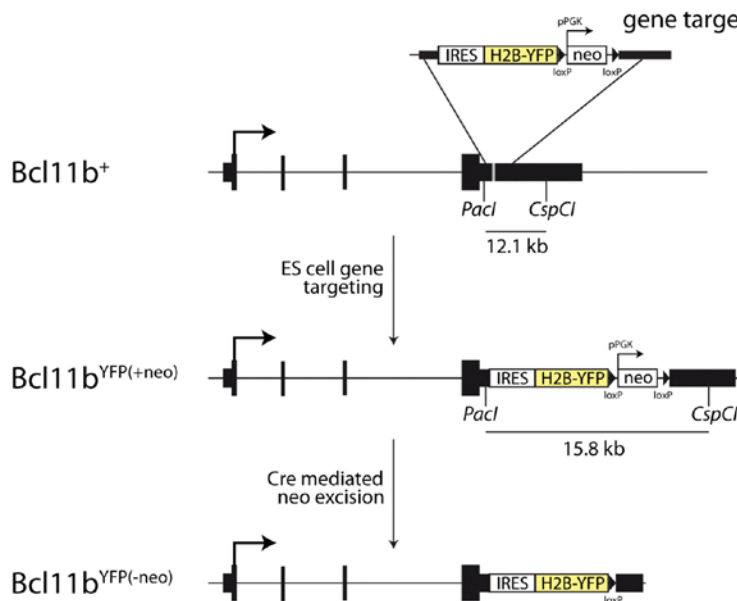 gene targe
pPGK
IRES H2B-YFP neo
loxP loxP
Bcl11b+
PacI CspCI
12.1 kb
ES cell gene
targeting
pPGK
Bcl11bYFP(+neo)
IRES H2B-YFP neo
loxP loxP
PacI CspCI
15.8 kb
Cre mediated
neo excision
Bcl11bYFP(-neo)
IRES H2B-YFP
loxP